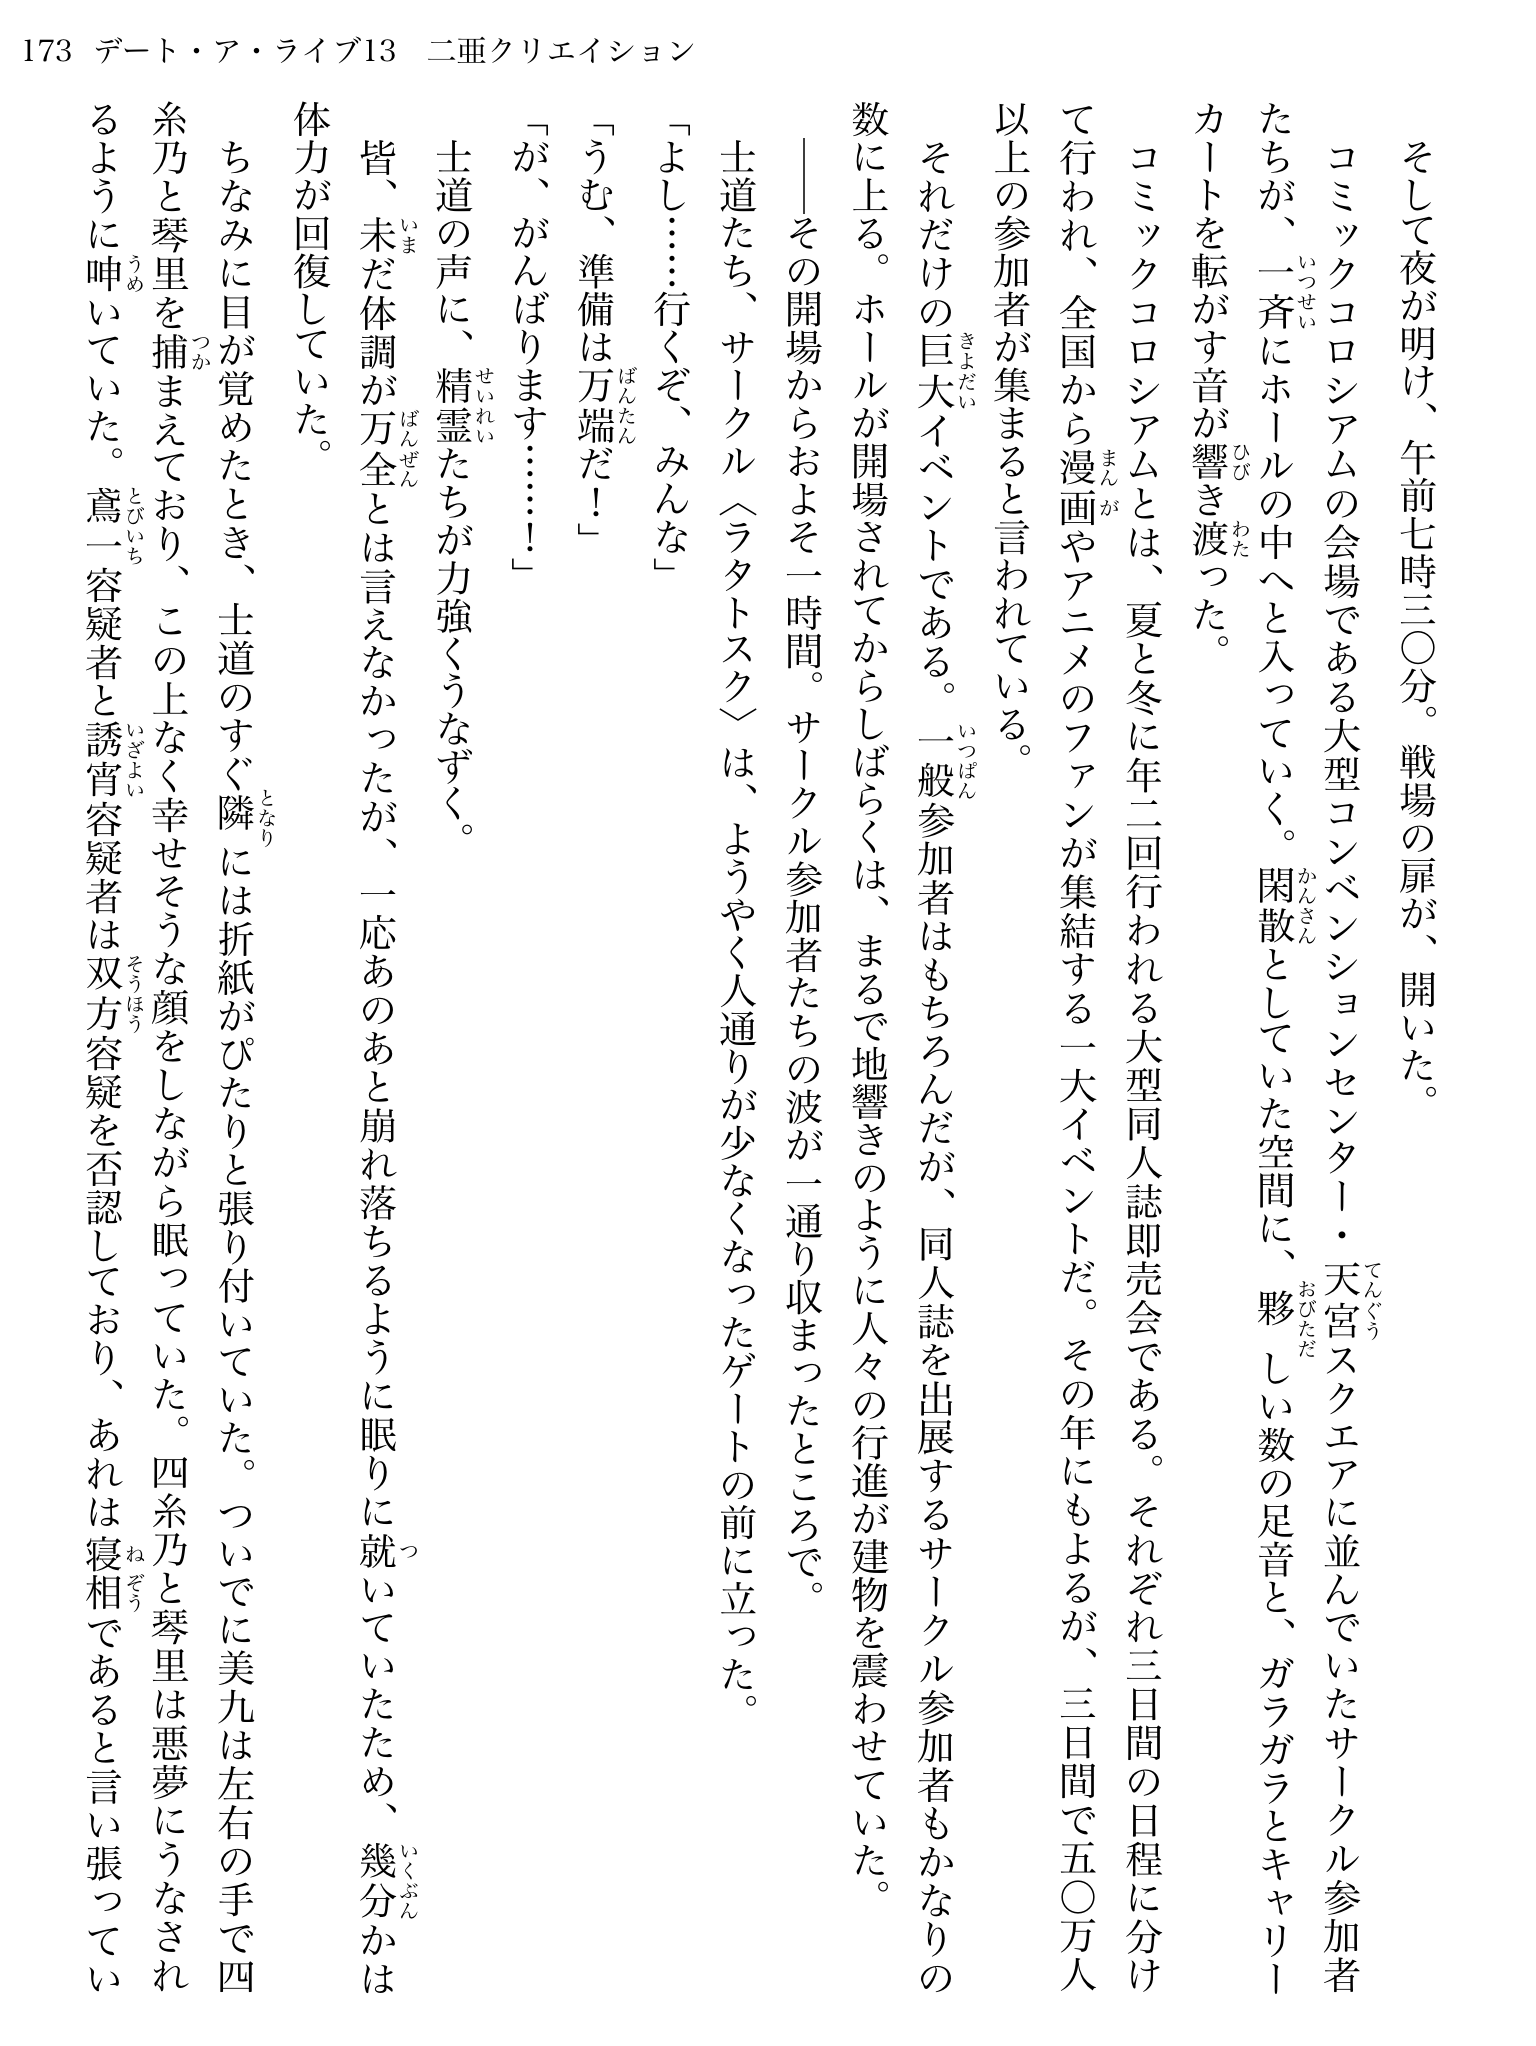 173 デート・ア・ライブ13　二亜クリエイション
　そして夜が明け、午前七時三〇分。戦場の扉が、開いた。
　コミックコロシアムの会場である大型コンベンションセンター・天宮スクエアに並んでいたサークル参加者
たちが、一斉にホールの中へと入っていく。閑散としていた空間に、夥しい数の足音と、ガラガラとキャリー
カートを転がす音が響き渡った。
　コミックコロシアムとは、夏と冬に年二回行われる大型同人誌即売会である。それぞれ三日間の日程に分け
て行われ、全国から漫画やアニメのファンが集結する一大イベントだ。その年にもよるが、三日間で五〇万人
以上の参加者が集まると言われている。
　それだけの巨大イベントである。一般参加者はもちろんだが、同人誌を出展するサークル参加者もかなりの
数に上る。ホールが開場されてからしばらくは、まるで地響きのように人々の行進が建物を震わせていた。
　――その開場からおよそ一時間。サークル参加者たちの波が一通り収まったところで。
　士道たち、サークル〈ラタトスク〉は、ようやく人通りが少なくなったゲートの前に立った。
「よし……行くぞ、みんな」
「うむ、準備は万端だ！」
「が、がんばります……！」
　士道の声に、精霊たちが力強くうなずく。
　皆、未だ体調が万全とは言えなかったが、一応あのあと崩れ落ちるように眠りに就いていたため、幾分かは
体力が回復していた。
　ちなみに目が覚めたとき、士道のすぐ隣には折紙がぴたりと張り付いていた。ついでに美九は左右の手で四
糸乃と琴里を捕まえており、この上なく幸せそうな顔をしながら眠っていた。四糸乃と琴里は悪夢にうなされ
るように呻いていた。鳶一容疑者と誘宵容疑者は双方容疑を否認しており、あれは寝相であると言い張ってい